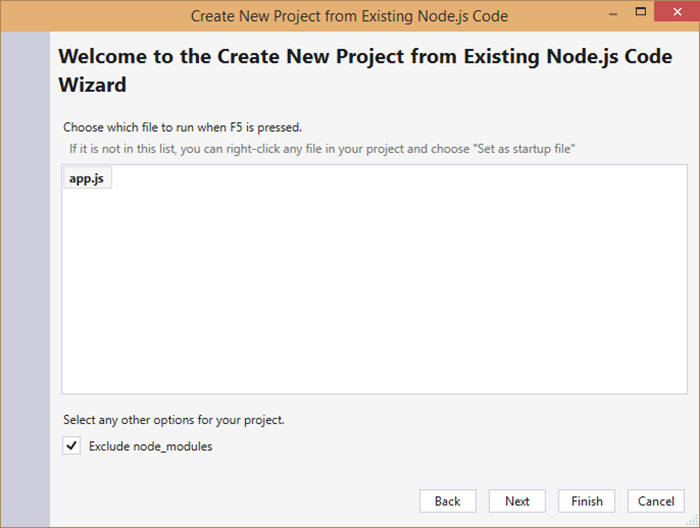 Create New Project from Existing Node.js Code
Welcome to the Create New Project from Existing Node.js Code
Wizard
Choose which file to run when F5 is pressed.
If it is not in this list, you can right-click any file in your project and choose "Set as startup file"
app.js
Select any other options for your project.
Exclude node_modules
Back Next Finish Cancel